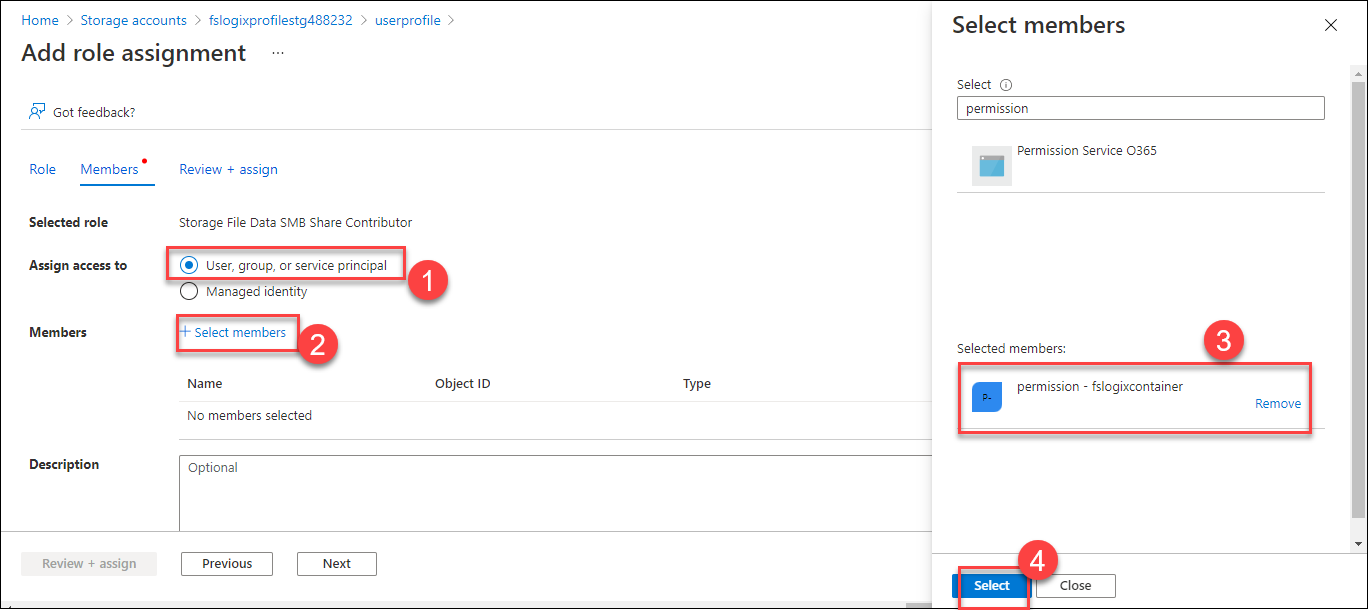 Home > Storage accounts > fslogixprofilestg488232 > userprofile >
Add role assignment ...
Got feedback?
Role Members Review + assign
Selected role Storage File Data SMB Share Contributor
Assign access to User, group, or service principal 1
Managed identity
Members + Select members 2
Name Object ID Type
No members selected
Description Optional
Review + assign Previous Next
Select members
Select
permission
Permission Service O365
Selected members: 3
P-
permission - fslogixcontainer
Remove
4
Select Close